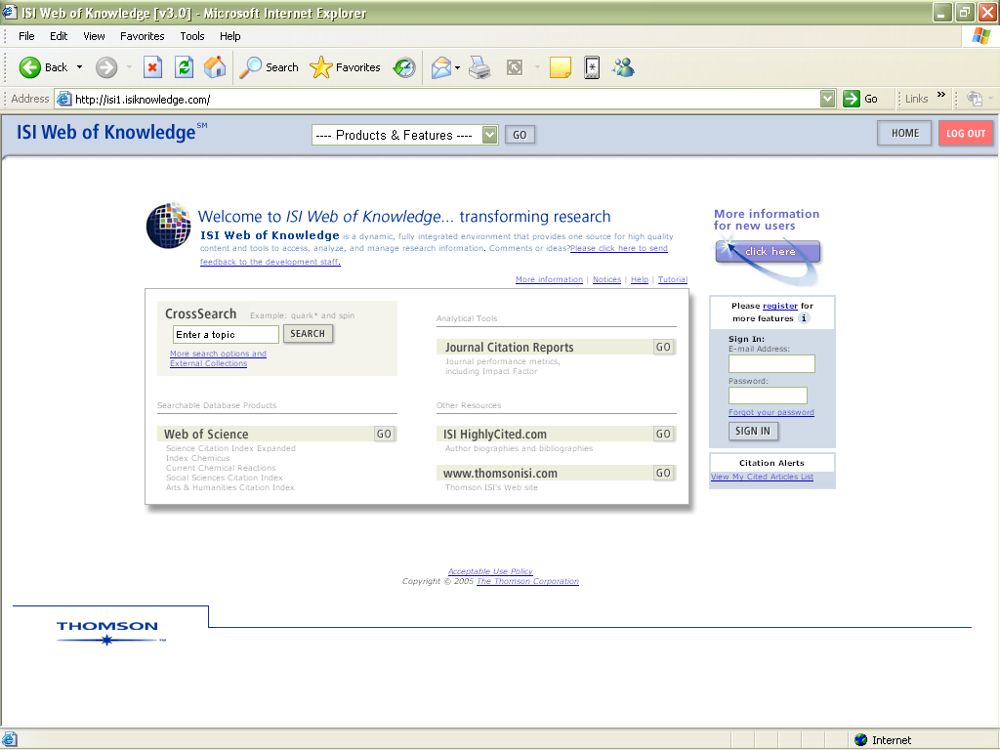 ISI Web of Knowledge [v3.0] - Microsoft Internet Explorer
File Edit View Favorites Tools Help
Back Search Favorites
Address http://isi1.isiknowledge.com/ Go Links »
ISI Web of Knowledge SM ---- Products & Features ---- GO HOME LOG OUT
Welcome to ISI Web of Knowledge... transforming research
ISI Web of Knowledge is a dynamic, fully integrated environment that provides one source for high quality
content and tools to access, analyze, and manage research information. Comments or ideas?Please click here to send
feedback to the development staff.
More information | Notices | Help | Tutorial
CrossSearch Example: quark* and spin
Enter a topic SEARCH
More search options and
External Collections
Searchable Database Products
Web of Science GO
Science Citation Index Expanded
Index Chemicus
Current Chemical Reactions
Social Sciences Citation Index
Arts & Humanities Citation Index
Analytical Tools
Journal Citation Reports GO
Journal performance metrics,
including Impact Factor
Other Resources
ISI HighlyCited.com GO
Author biographies and bibliographies
www.thomsonisi.com GO
Thomson ISI's Web site
More information
for new users
click here
Please register for
more features i
Sign In:
E-mail Address:
Password:
Forgot your password
SIGN IN
Citation Alerts
View My Cited Articles List
Acceptable Use Policy
Copyright © 2005 The Thomson Corporation
THOMSON
TM
Internet